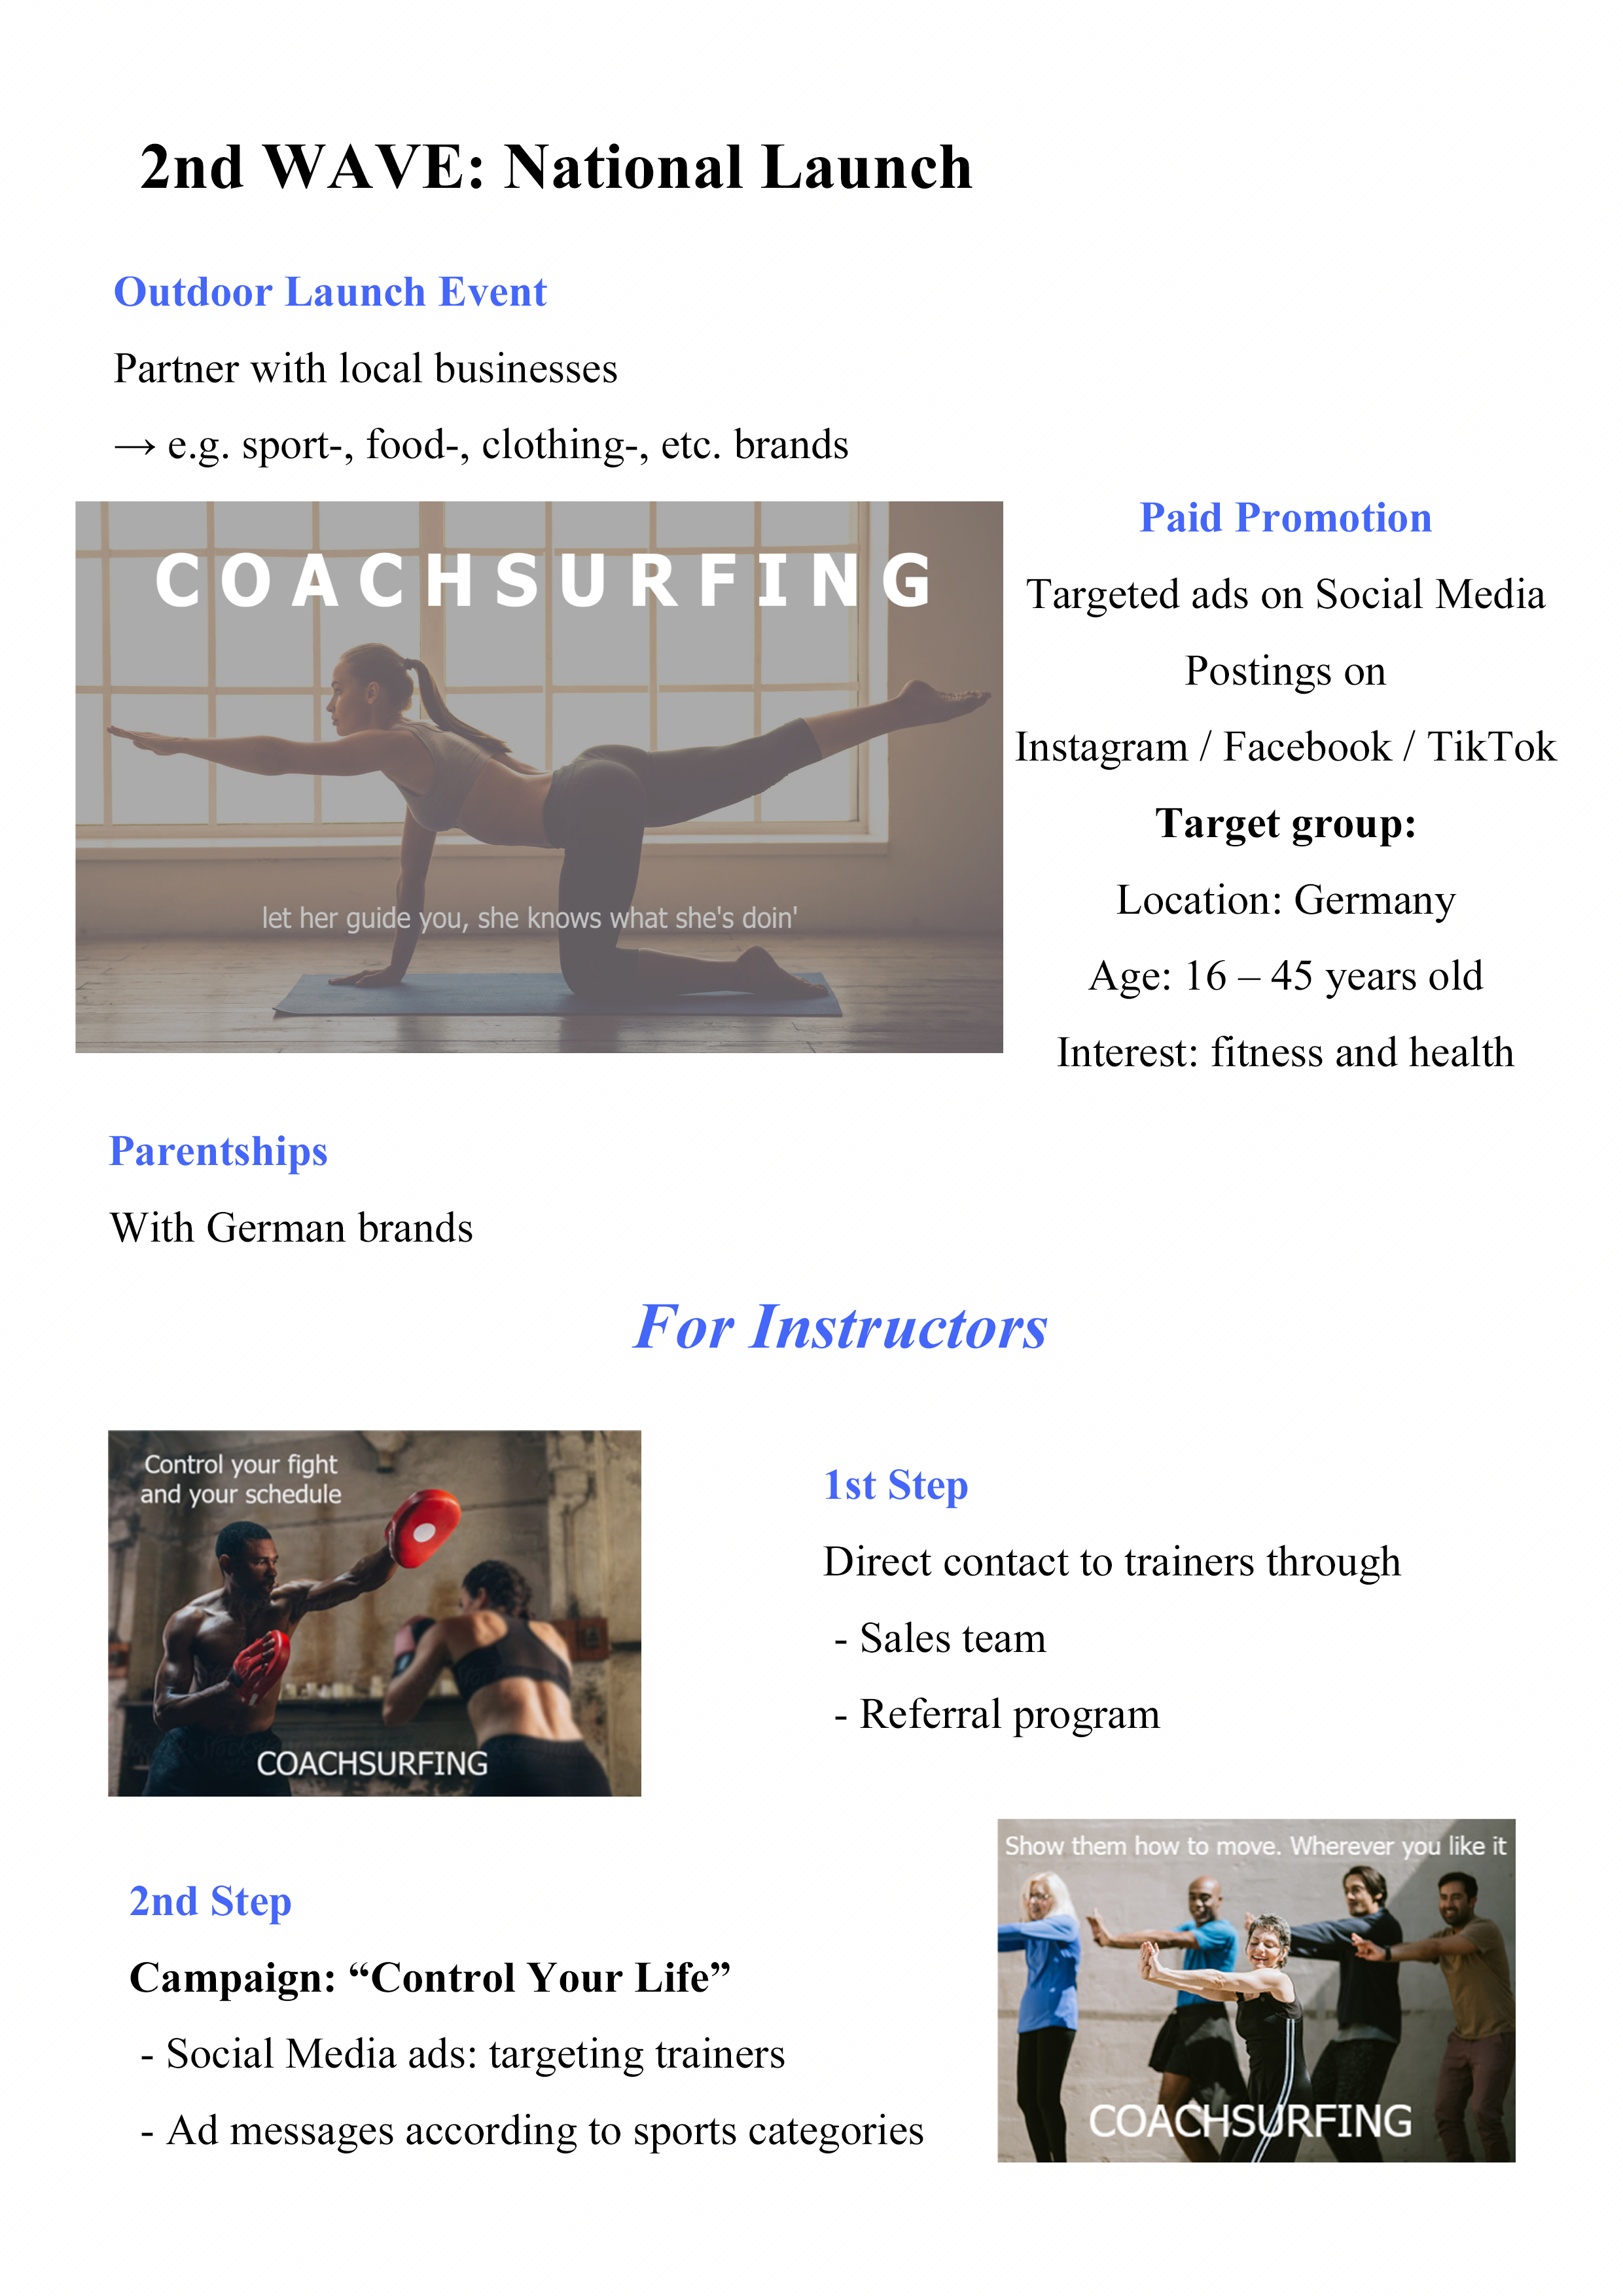 2nd WAVE: National Launch
Outdoor Launch Event
Partner with local businesses
→ e.g. sport-, food-, clothing-, etc. brands
COACHSURFING
let her guide you, she knows what she's doin'
Paid Promotion
Targeted ads on Social Media
Postings on
Instagram / Facebook / TikTok
Target group:
Location: Germany
Age: 16 – 45 years old
Interest: fitness and health
Parentships
With German brands
For Instructors
Control your fight
and your schedule
COACHSURFING
1st Step
Direct contact to trainers through
- Sales team
- Referral program
2nd Step
Campaign: “Control Your Life”
- Social Media ads: targeting trainers
- Ad messages according to sports categories
Show them how to move. Wherever you like it
COACHSURFING